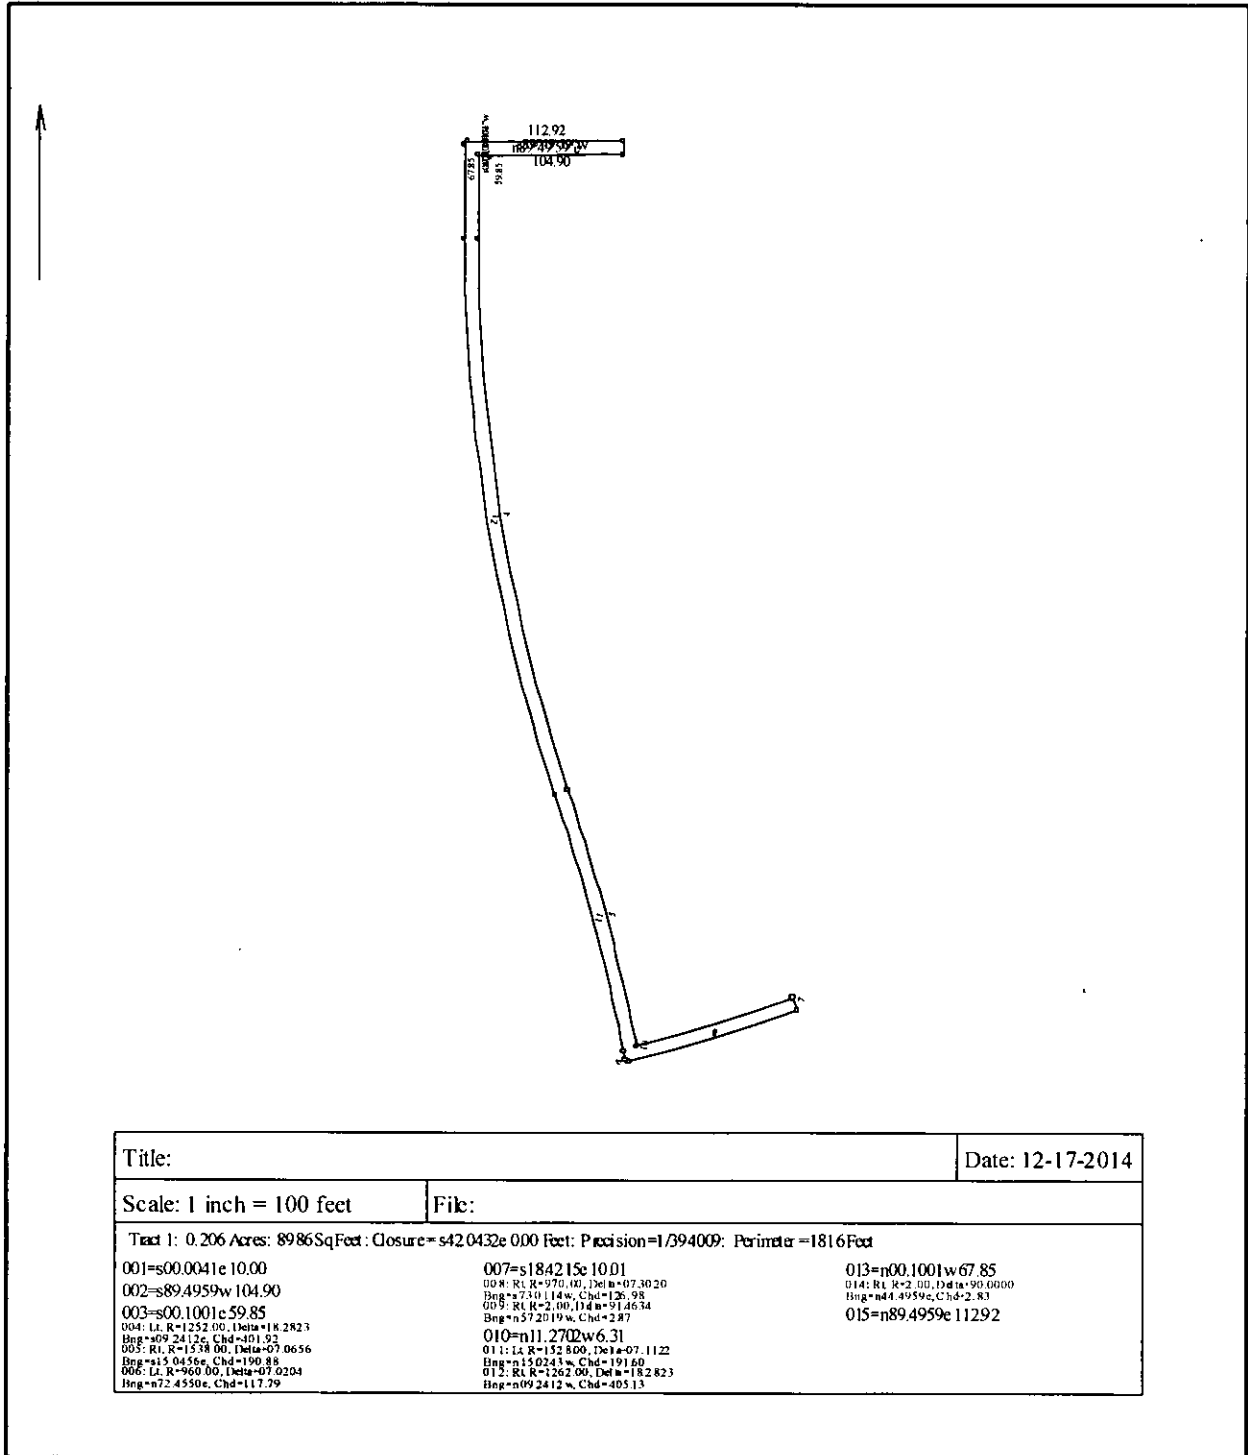 112.92
n89.4959e
104.90
67.85
59.85
12
4
11
5
7
8
Title:
Date: 12-17-2014
Scale: 1 inch = 100 feet
File:
Tract 1: 0.206 Acres: 8986 Sq Feet: Closure = s42.0432e 0.00 Feet: Precision =1/394009: Perimeter = 1816 Feet
001=s00.0041e 10.00
002=s89.4959w 104.90
003=s00.1001e 59.85
004: Lt, R=1252.00, Delta=18.2823
Bng=s09.2412e, Chd=401.92
005: Rt, R=1538.00, Delta=07.0656
Bng=s15.0456e, Chd=190.88
006: Lt, R=960.00, Delta=07.0204
Bng=n72.4550e, Chd=117.79
007=s18.4215e 10.01
008: Rt, R=970.00, Delta=07.3020
Bng=s73.0114w, Chd=126.98
009: Rt, R=2.00, Delta=91.4634
Bng=n57.2019w, Chd=2.87
010=n11.2702w 6.31
011: Lt, R=1528.00, Delta=07.1122
Bng=n15.0243w, Chd=191.60
012: Rt, R=1262.00, Delta=18.2823
Bng=n09.2412w, Chd=405.13
013=n00.1001w 67.85
014: Rt, R=2.00, Delta=90.0000
Bng=n44.4959e, Chd=2.83
015=n89.4959e 112.92